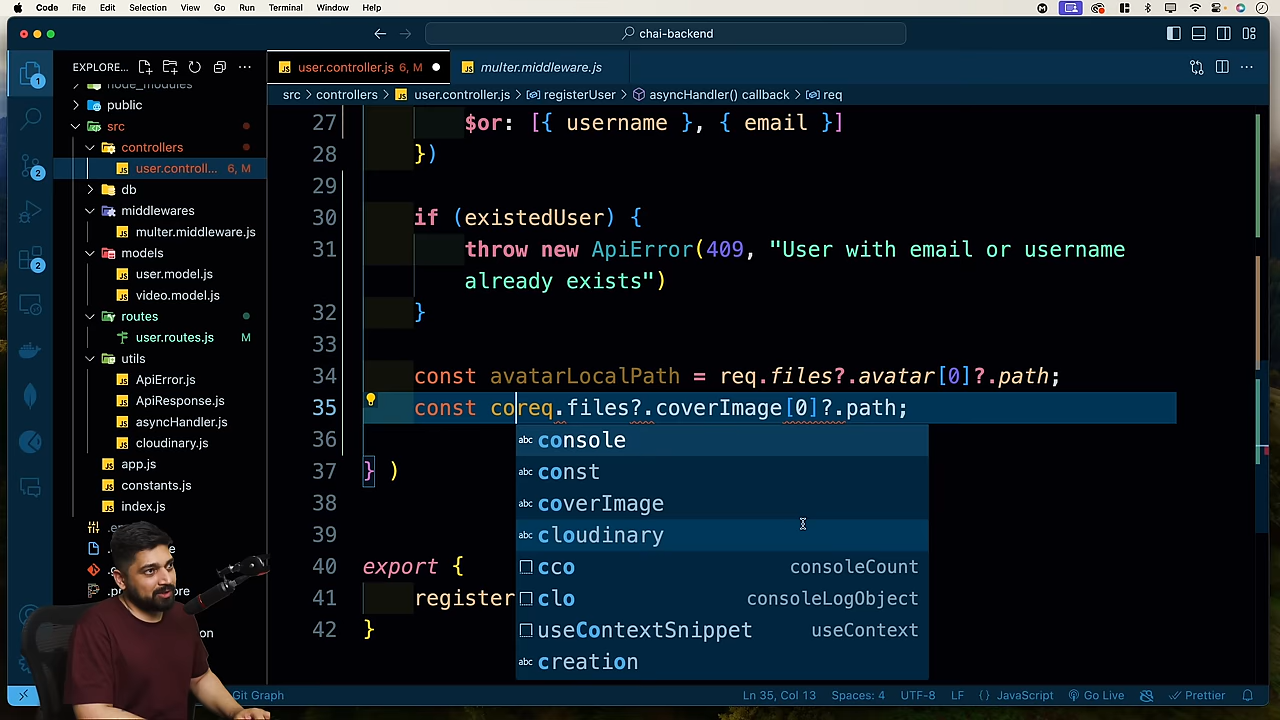 Code File Edit Selection View Go Run Terminal Window Help
chai-backend
EXPLORE...
user.controller.js 6, M
multer.middleware.js
src > controllers > user.controller.js > registerUser > asyncHandler() callback > req
public
src
controllers
user.controll... 6, M
db
middlewares
multer.middleware.js
models
user.model.js
video.model.js
routes
user.routes.js M
utils
ApiError.js
ApiResponse.js
asyncHandler.js
cloudinary.js
app.js
constants.js
index.js
27 $or: [{ username }, { email }]
28 })
29
30 if (existedUser) {
31 throw new ApiError(409, "User with email or username
already exists")
32 }
33
34 const avatarLocalPath = req.files?.avatar[0]?.path;
35 const coreq.files?.coverImage[0]?.path;
36
37 } )
38
39
40 export {
41 register
42 }
console
const
coverImage
cloudinary
cco consoleCount
clo consoleLogObject
useContextSnippet useContext
creation
Git Graph
Ln 35, Col 13 Spaces: 4 UTF-8 LF {} JavaScript Go Live Prettier